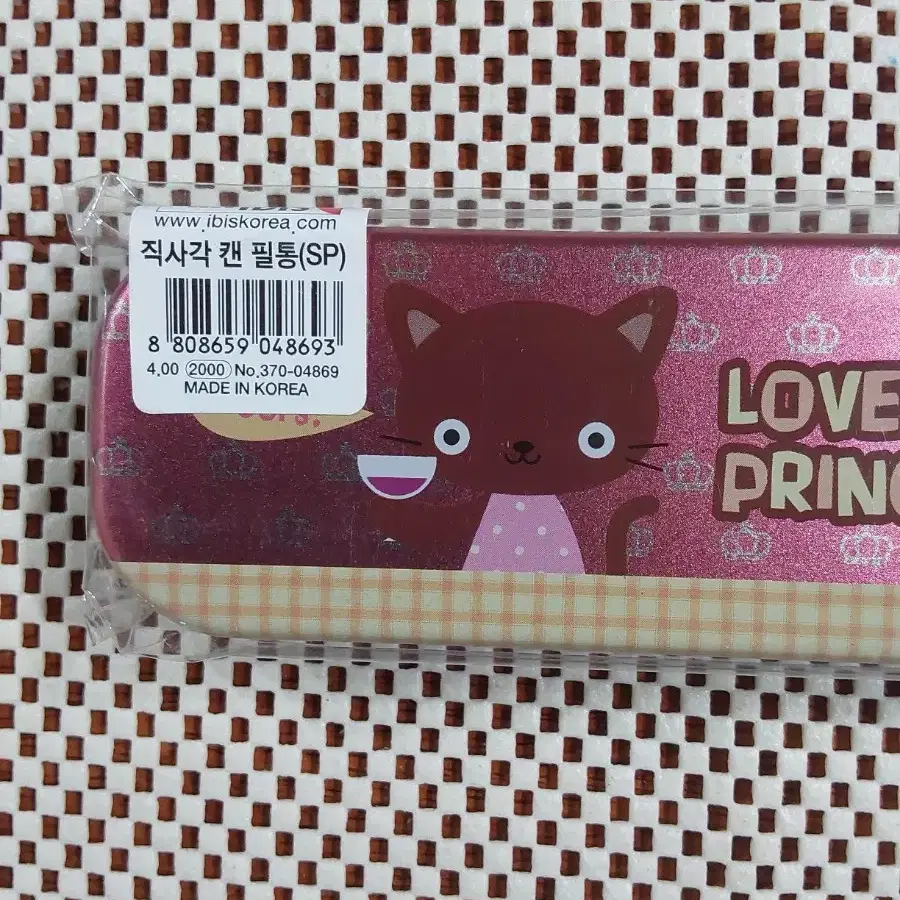 www.ibiskorea.com
직사각 캔 필통(SP)
8 808659 048693
4.00 2000 No.370-04869
MADE IN KOREA
LOVE
PRINC